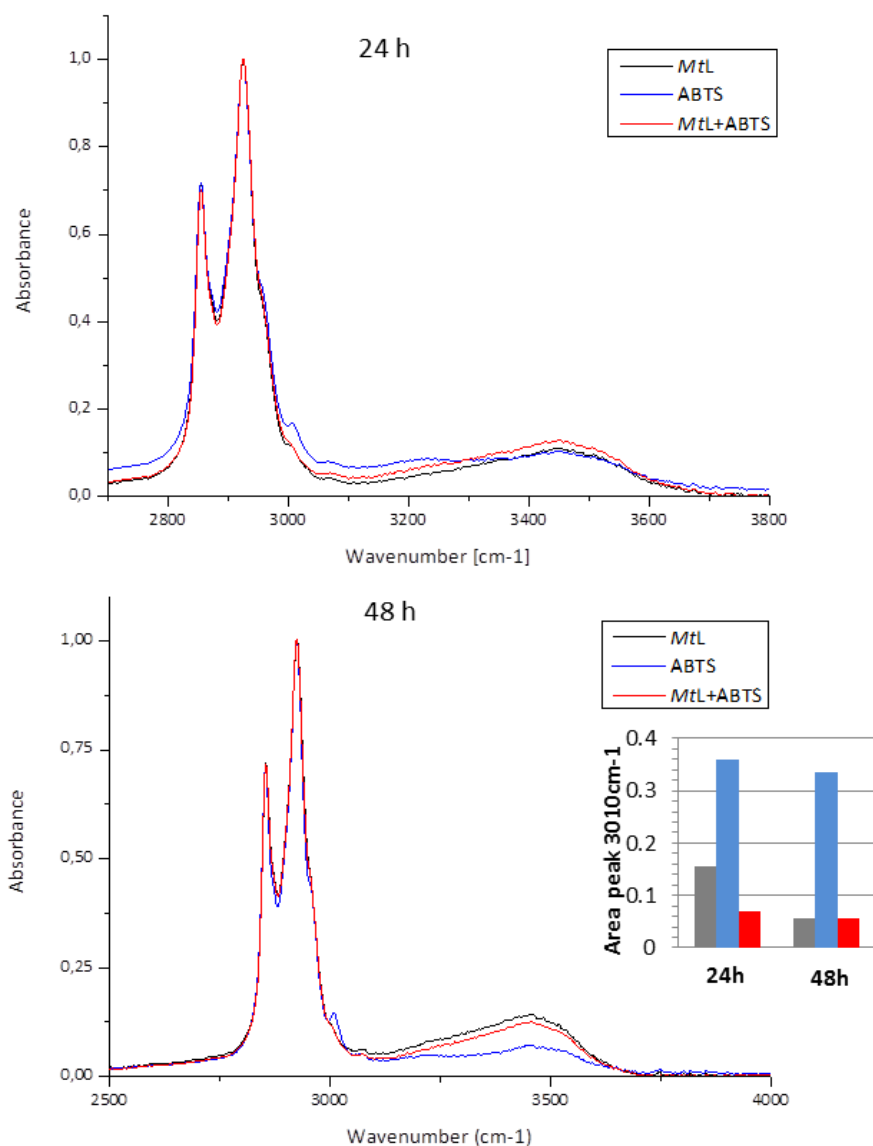 24 h
MtL
ABTS
MtL+ABTS
1,0
0,8
0,6
0,4
0,2
0,0
Absorbance
2800
3000
3200
3400
3600
3800
Wavenumber [cm-1]
48 h
MtL
ABTS
MtL+ABTS
1,00
0,75
0,50
0,25
0,00
Absorbance
2500
3000
3500
4000
Wavenumber (cm-1)
0.4
0.3
0.2
0.1
0
Area peak 3010cm-1
24h
48h